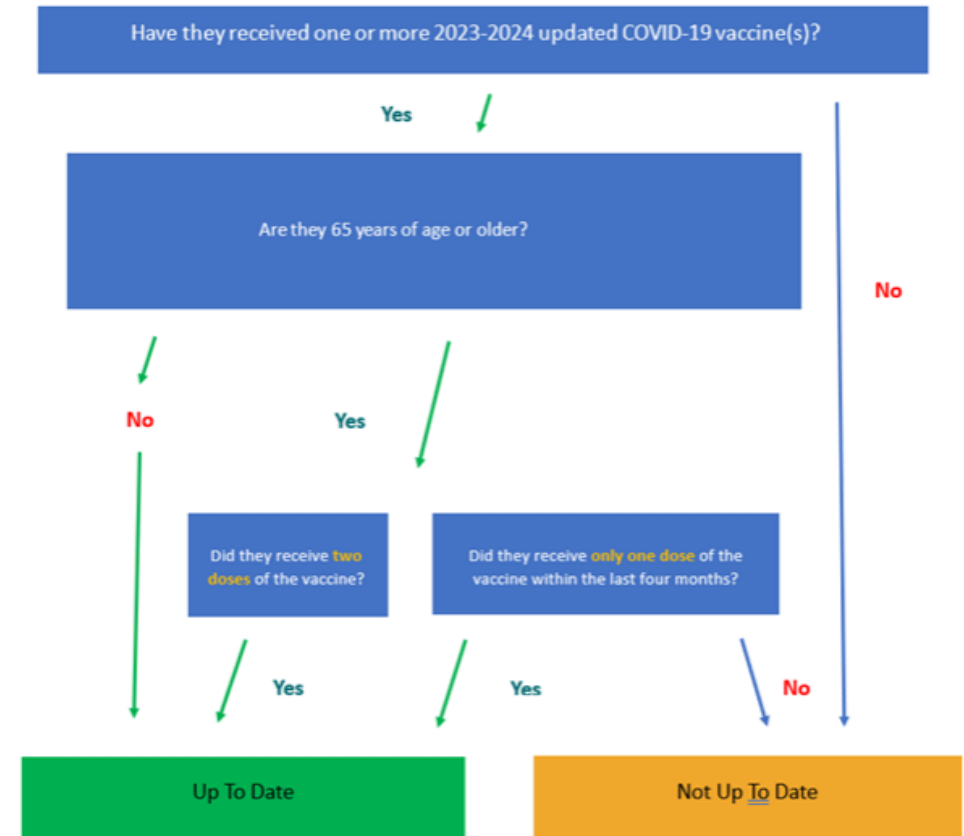 Have they received one or more 2023-2024 updated COVID-19 vaccine(s)?
Yes
Are they 65 years of age or older?
No
No
Yes
Did they receive two
doses of the vaccine?
Did they receive only one dose of the
vaccine within the last four months?
Yes
Yes
No
Up To Date
Not Up To Date